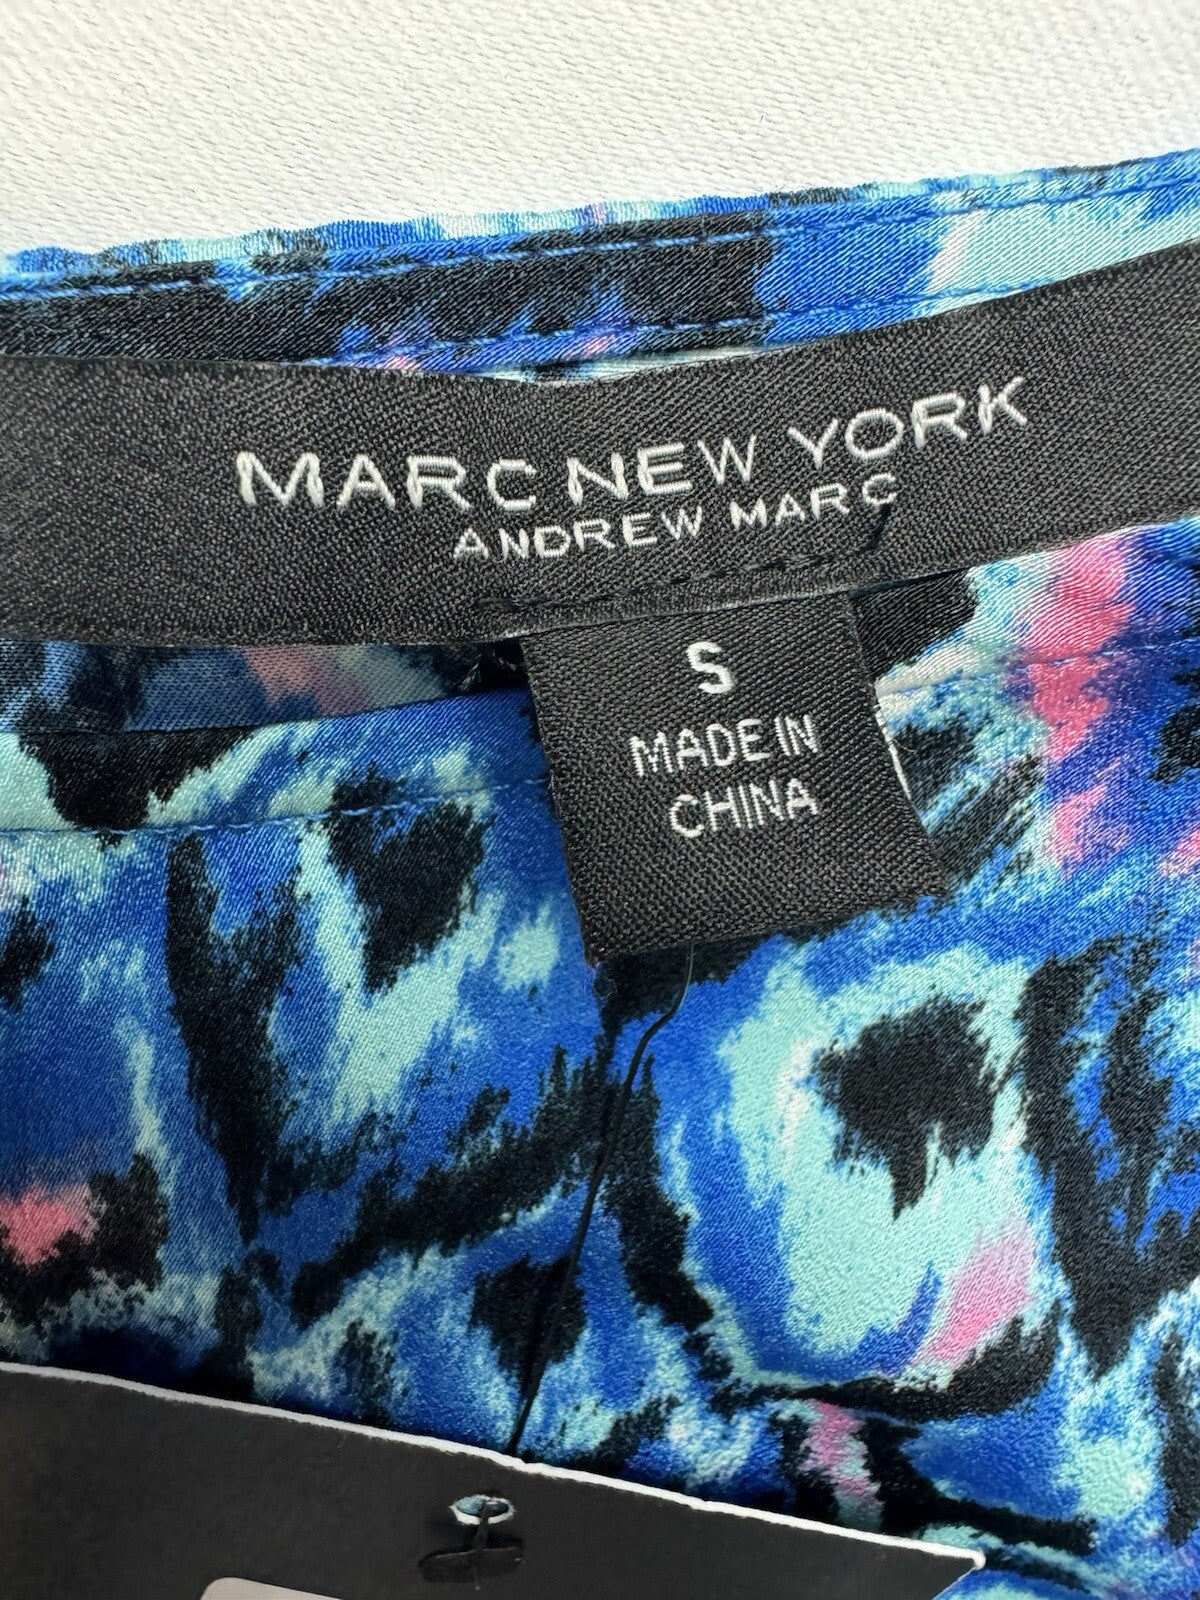 MARC NEW YORK
ANDREW MARC
S
MADE IN
CHINA